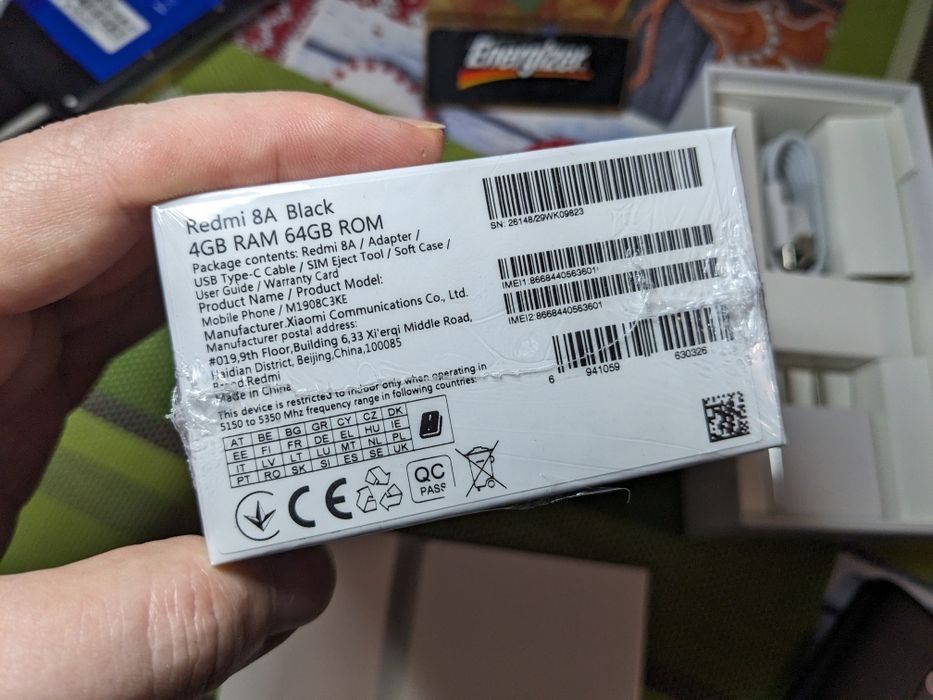 Energizer
Redmi 8A Black
4GB RAM 64GB ROM
Package contents: Redmi 8A / Adapter /
USB Type-C Cable / SIM Eject Tool / Soft Case /
User Guide / Warranty Card
Product Name / Product Model:
Mobile Phone / M1908C3KE
Manufacturer.Xiaomi Communications Co., Ltd.
Manufacturer postal address:
#019,9th Floor,Building 6,33 Xi'erqi Middle Road,
Haidian District, Beijing,China,100085
Brand:Redmi
Made in China
This device is restricted to indoor only when operating in
5150 to 5350 Mhz frequency range in following countries:
AT BE BG GR CY CZ DK
EE FI FR DE EL HU IE
IT LV LT LU MT NL PL
PT RO SK SI ES SE UK
CE
QC
PASS
SN: 26148/29WK09823
IMEI1:8668440563601
IMEI2:8668440563601
6 941059 630326